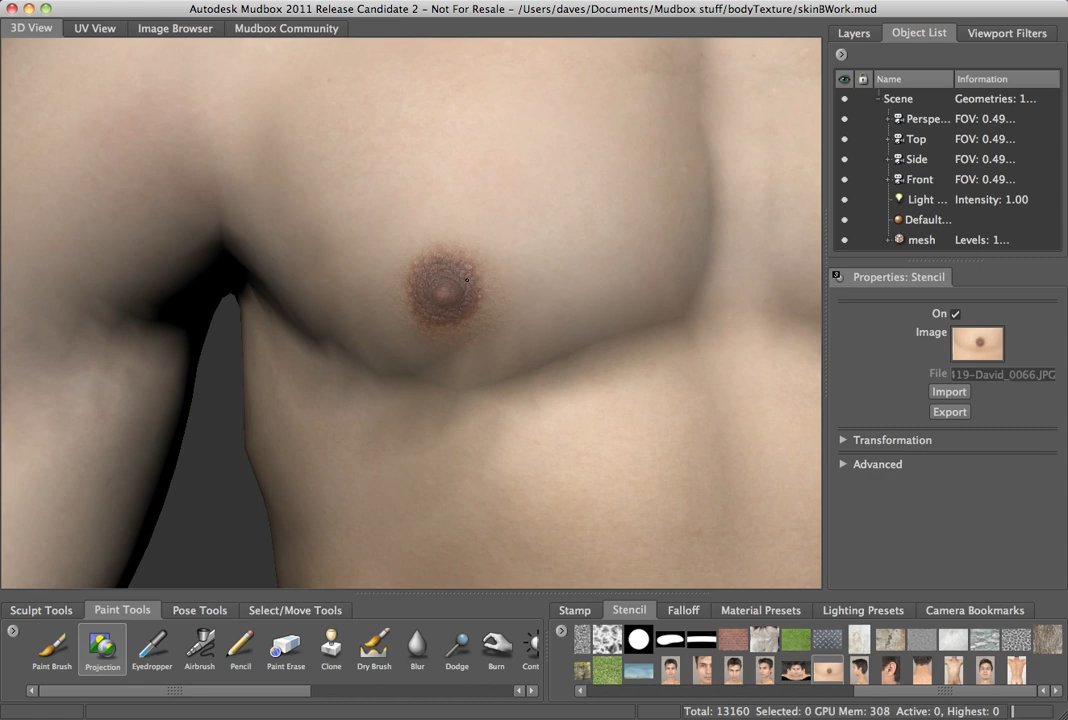 Autodesk Mudbox 2011 Release Candidate 2 - Not For Resale - /Users/daves/Documents/Mudbox stuff/bodyTexture/skinBWork.mud
3D View UV View Image Browser Mudbox Community
Layers Object List Viewport Filters
Name Information
Scene Geometries: 1...
Perspe... FOV: 0.49...
Top FOV: 0.49...
Side FOV: 0.49...
Front FOV: 0.49...
Light ... Intensity: 1.00
Default...
mesh Levels: 1...
Properties: Stencil
On
Image
File 419-David_0066.JPG
Import
Export
Transformation
Advanced
Sculpt Tools Paint Tools Pose Tools Select/Move Tools
Paint Brush Projection Eyedropper Airbrush Pencil Paint Erase Clone Dry Brush Blur Dodge Burn Cont
Stamp Stencil Falloff Material Presets Lighting Presets Camera Bookmarks
Total: 13160 Selected: 0 GPU Mem: 308 Active: 0, Highest: 0